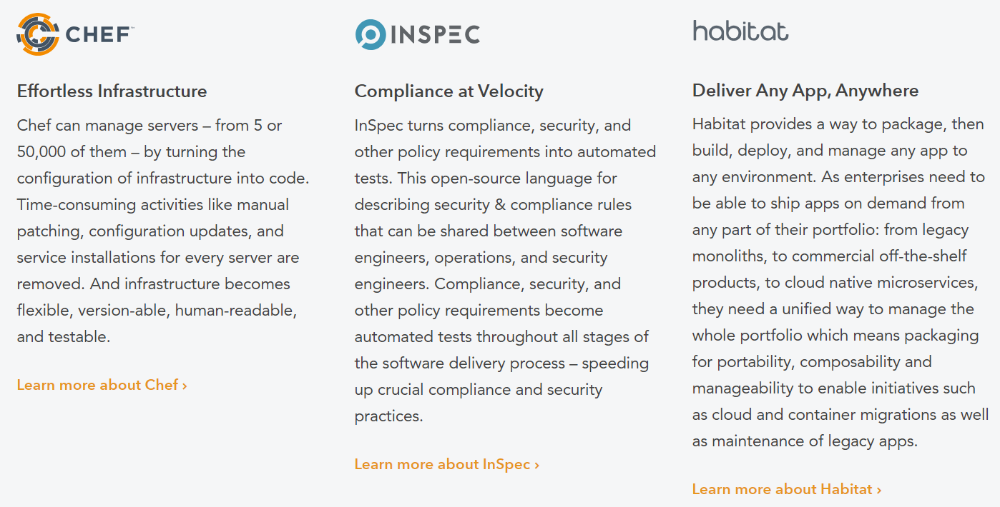 CHEF™
Effortless Infrastructure
Chef can manage servers – from 5 or
50,000 of them – by turning the
configuration of infrastructure into code.
Time-consuming activities like manual
patching, configuration updates, and
service installations for every server are
removed. And infrastructure becomes
flexible, version-able, human-readable,
and testable.
Learn more about Chef ›
INSPEC
Compliance at Velocity
InSpec turns compliance, security, and
other policy requirements into automated
tests. This open-source language for
describing security & compliance rules
that can be shared between software
engineers, operations, and security
engineers. Compliance, security, and
other policy requirements become
automated tests throughout all stages of
the software delivery process – speeding
up crucial compliance and security
practices.
Learn more about InSpec ›
habitat
Deliver Any App, Anywhere
Habitat provides a way to package, then
build, deploy, and manage any app to
any environment. As enterprises need to
be able to ship apps on demand from
any part of their portfolio: from legacy
monoliths, to commercial off-the-shelf
products, to cloud native microservices,
they need a unified way to manage the
whole portfolio which means packaging
for portability, composability and
manageability to enable initiatives such
as cloud and container migrations as well
as maintenance of legacy apps.
Learn more about Habitat ›